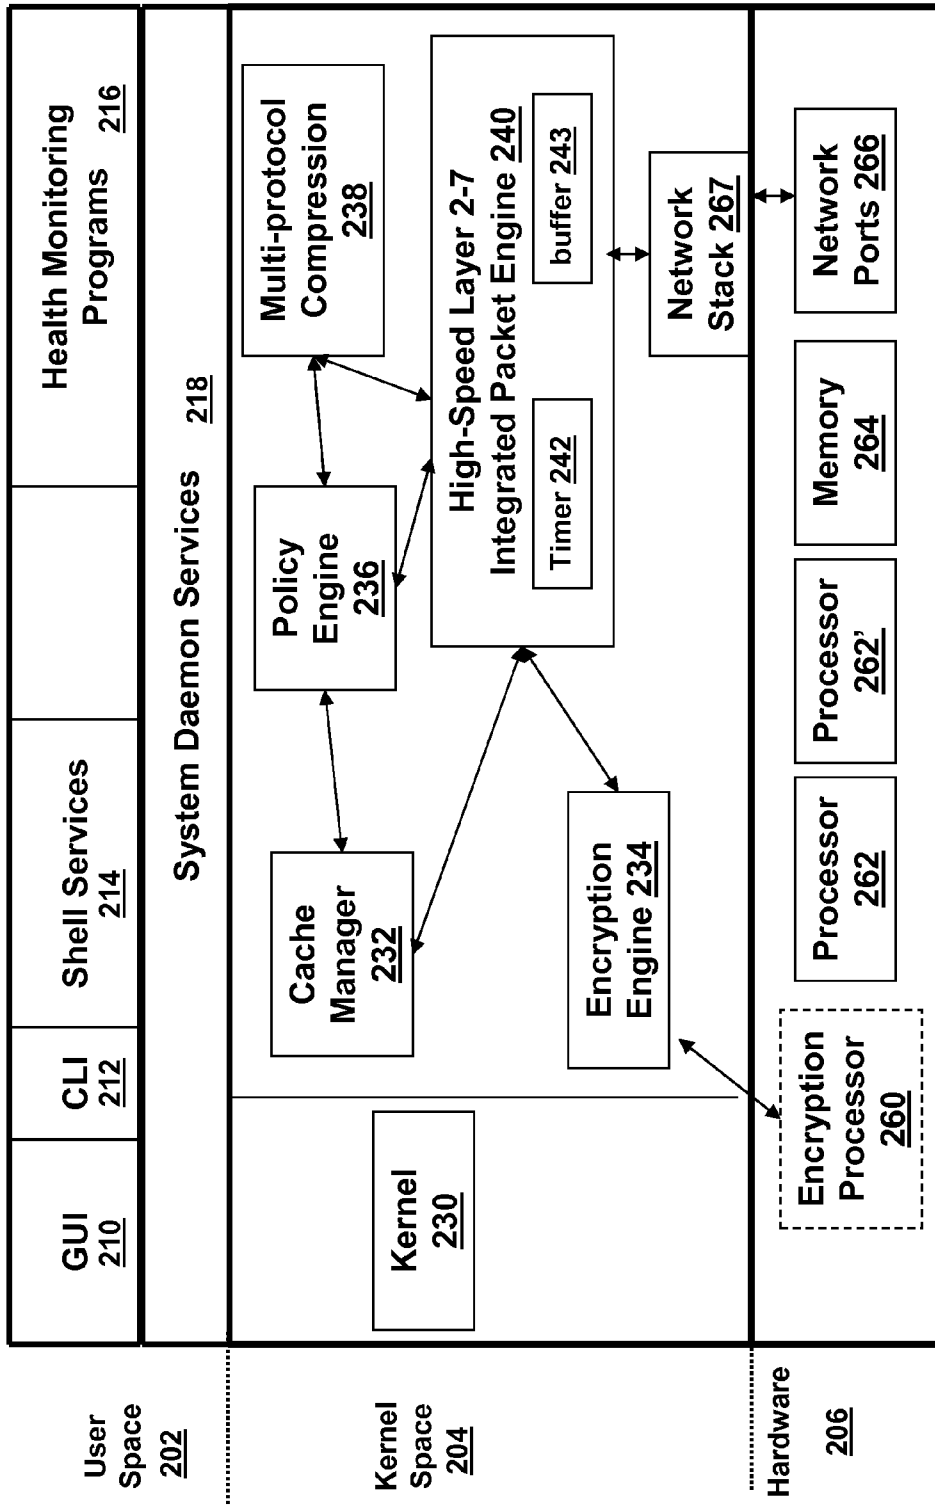 User
Space
202
GUI
210
CLI
212
Shell Services
214
Health Monitoring
Programs 216
System Daemon Services 218
Kernel
Space
204
Kernel
230
Cache
Manager
232
Policy
Engine
236
Multi-protocol
Compression
238
High-Speed Layer 2-7
Integrated Packet Engine 240
Timer 242
buffer 243
Encryption
Engine 234
Network
Stack 267
Hardware
206
Encryption
Processor
260
Processor
262
Processor
262’
Memory
264
Network
Ports 266